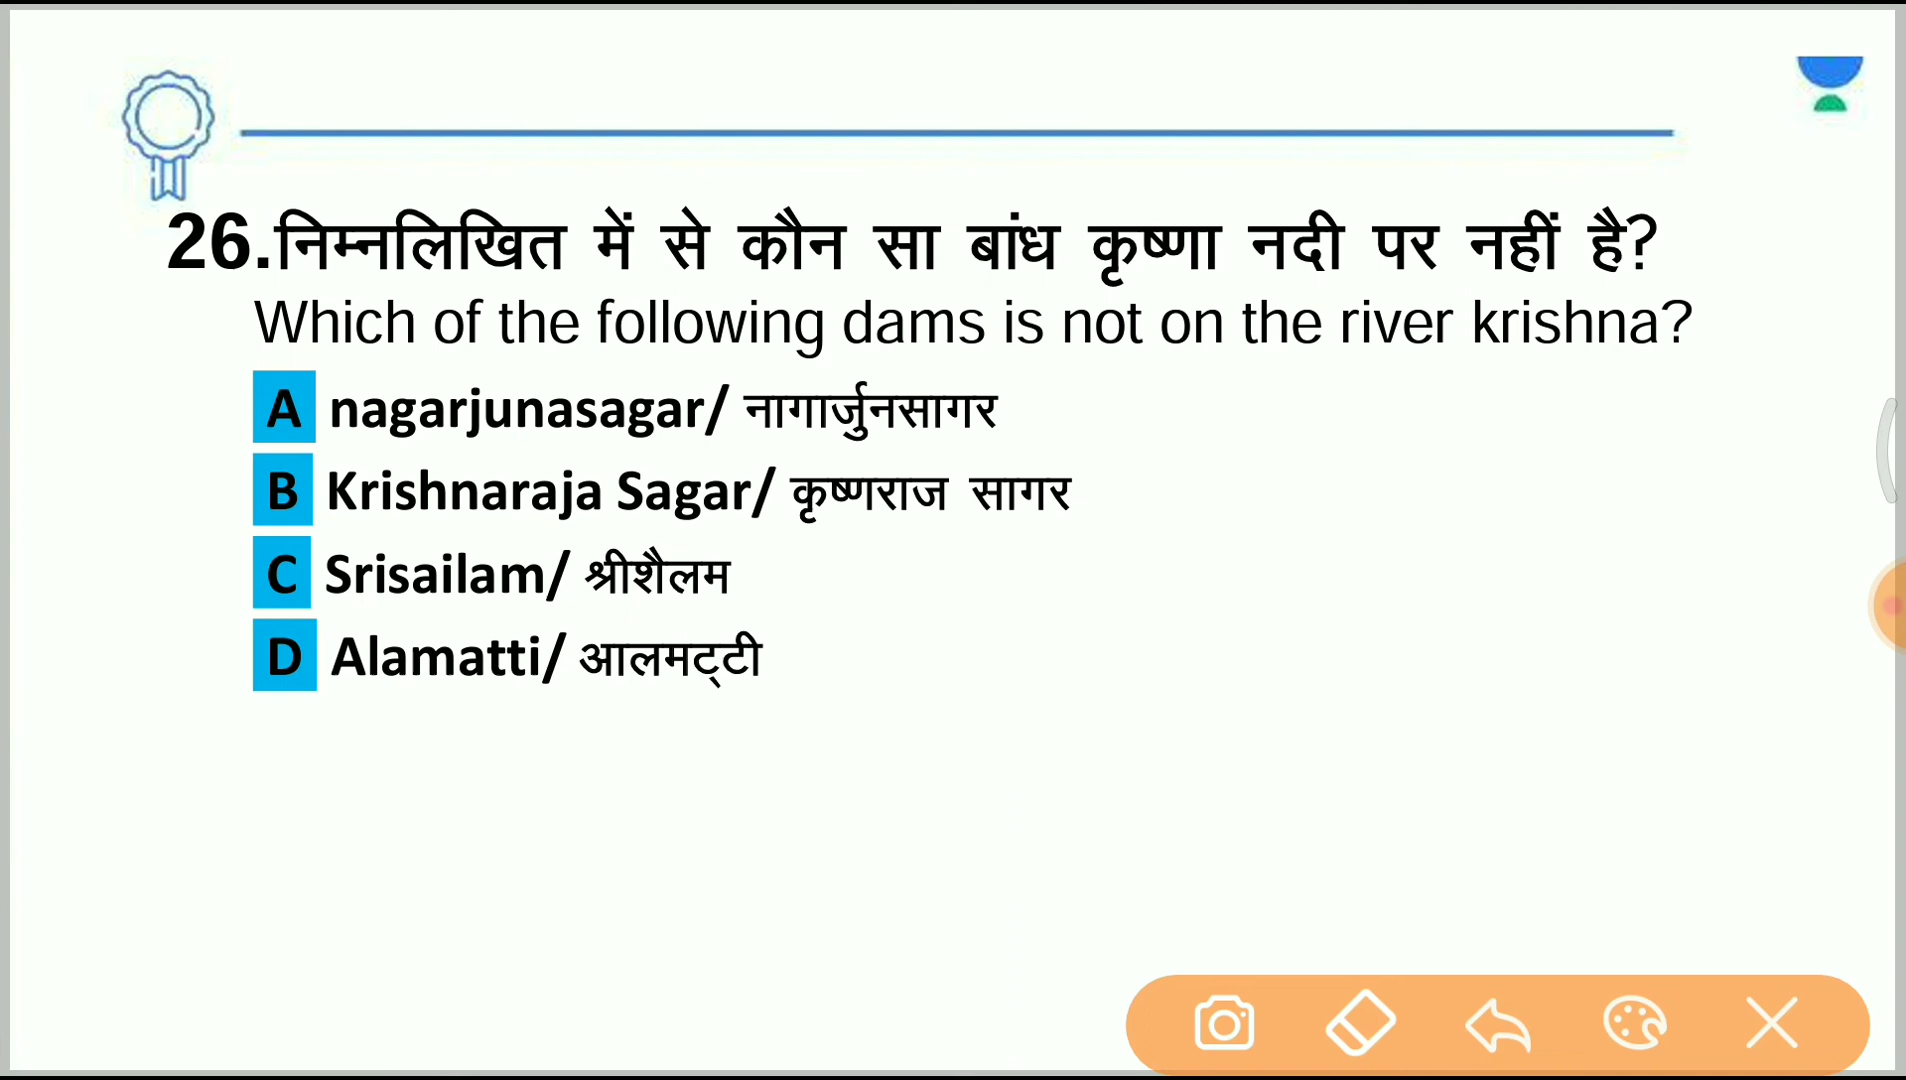 26.निम्नलिखित में से कौन सा बांध कृष्णा नदी पर नहीं है?
Which of the following dams is not on the river krishna?
A nagarjunasagar/ नागार्जुनसागर
B Krishnaraja Sagar/ कृष्णराज सागर
C Srisailam/ श्रीशैलम
D Alamatti/ आलमट्टी